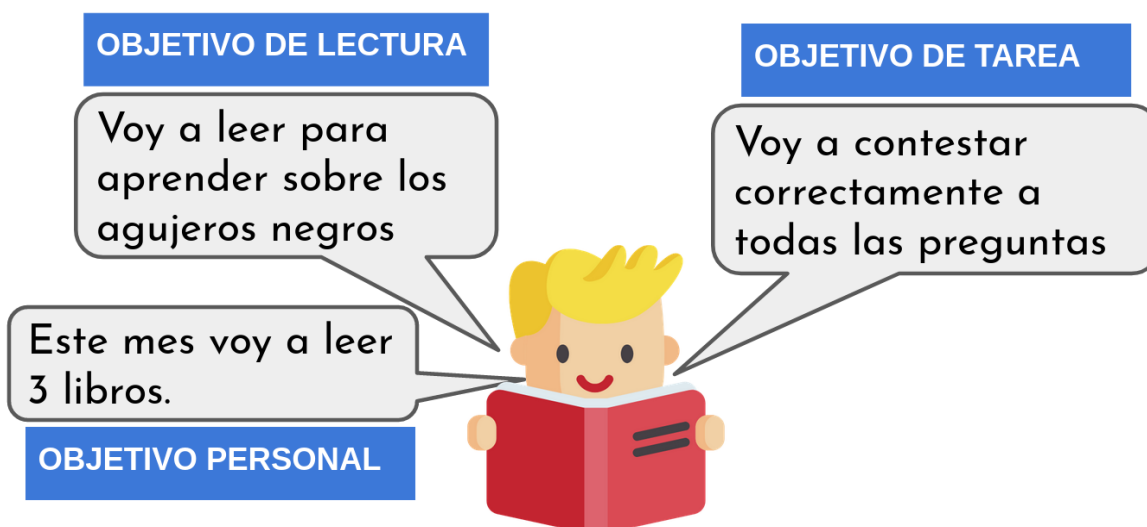 OBJETIVO DE LECTURA
Voy a leer para
aprender sobre los
agujeros negros
OBJETIVO DE TAREA
Voy a contestar
correctamente a
todas las preguntas
Este mes voy a leer
3 libros.
OBJETIVO PERSONAL